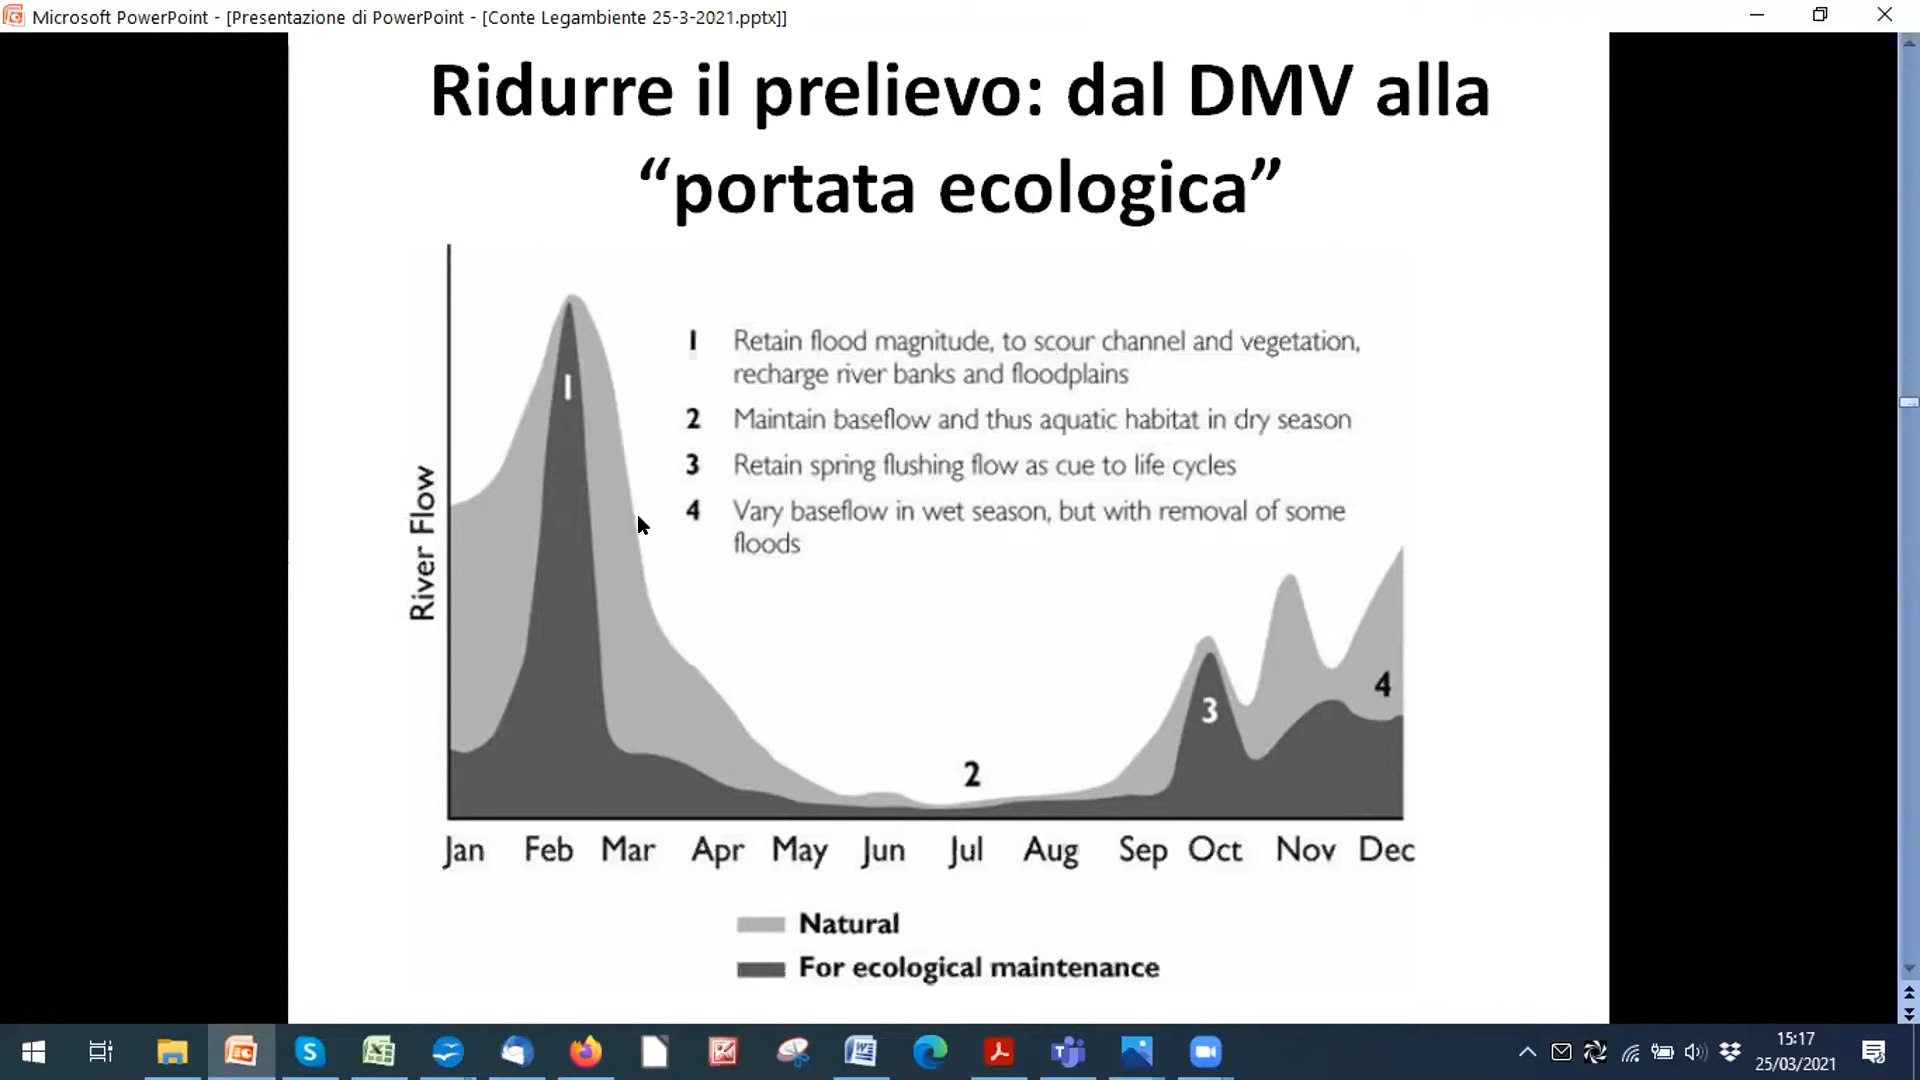 Microsoft PowerPoint - [Presentazione di PowerPoint - [Conte Legambiente 25-3-2021.pptx]]
Ridurre il prelievo: dal DMV alla
“portata ecologica”
River Flow
1
1 Retain flood magnitude, to scour channel and vegetation,
recharge river banks and floodplains
2 Maintain baseflow and thus aquatic habitat in dry season
3 Retain spring flushing flow as cue to life cycles
4 Vary baseflow in wet season, but with removal of some
floods
4
3
2
Jan Feb Mar Apr May Jun Jul Aug Sep Oct Nov Dec
Natural
For ecological maintenance
15:17
25/03/2021